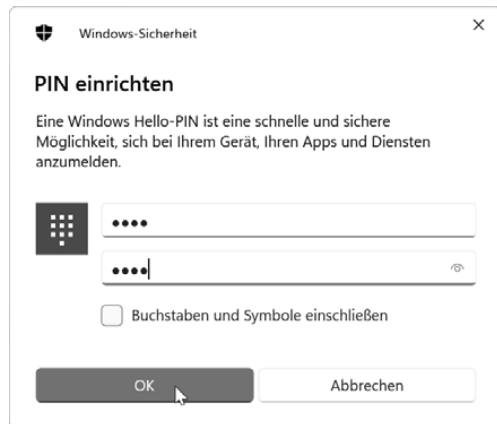 Windows-Sicherheit
PIN einrichten
Eine Windows Hello-PIN ist eine schnelle und sichere
Möglichkeit, sich bei Ihrem Gerät, Ihren Apps und Diensten
anzumelden.
••••
••••
Buchstaben und Symbole einschließen
OK
Abbrechen